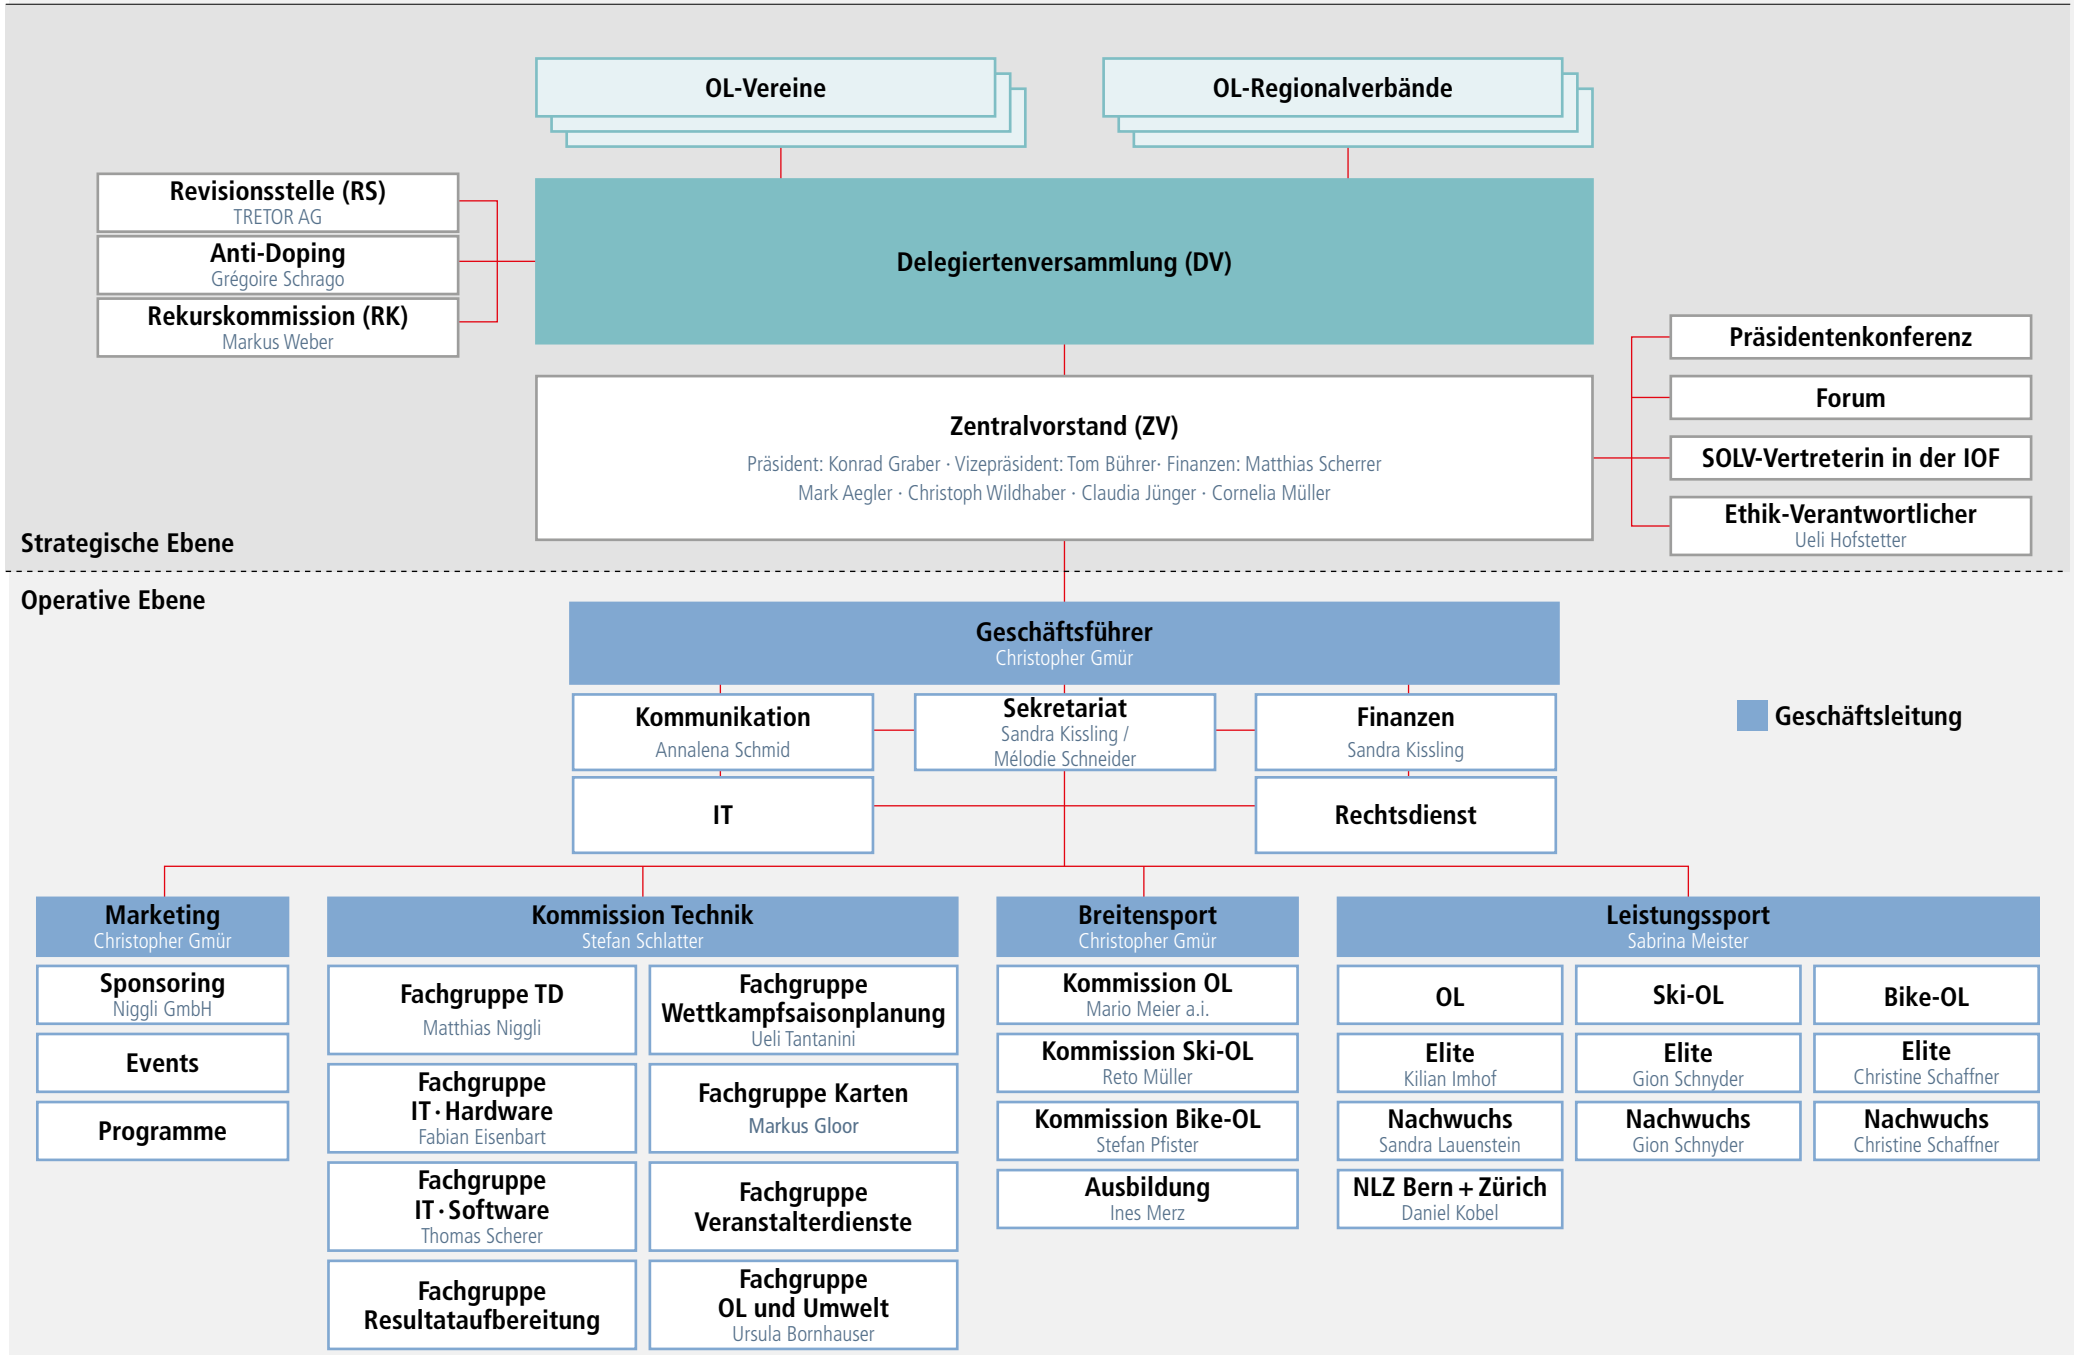 OL-Vereine
OL-Regionalverbände
Revisionsstelle (RS)
TRETOR AG
Anti-Doping
Grégoire Schrago
Rekurskommission (RK)
Markus Weber
Delegiertenversammlung (DV)
Zentralvorstand (ZV)
Präsident: Konrad Graber · Vizepräsident: Tom Bührer· Finanzen: Matthias Scherrer
Mark Aegler · Christoph Wildhaber · Claudia Jünger · Cornelia Müller
Präsidentenkonferenz
Forum
SOLV-Vertreterin in der IOF
Ethik-Verantwortlicher
Ueli Hofstetter
Strategische Ebene
Operative Ebene
Geschäftsführer
Christopher Gmür
Kommunikation
Annalena Schmid
Sekretariat
Sandra Kissling /
Mélodie Schneider
Finanzen
Sandra Kissling
Geschäftsleitung
IT
Rechtsdienst
Marketing
Christopher Gmür
Sponsoring
Niggli GmbH
Events
Programme
Kommission Technik
Stefan Schlatter
Fachgruppe TD
Matthias Niggli
Fachgruppe
Wettkampfsaisonplanung
Ueli Tantanini
Fachgruppe
IT · Hardware
Fabian Eisenbart
Fachgruppe Karten
Markus Gloor
Fachgruppe
IT · Software
Thomas Scherer
Fachgruppe
Veranstalterdienste
Fachgruppe
Resultataufbereitung
Fachgruppe
OL und Umwelt
Ursula Bornhauser
Breitensport
Christopher Gmür
Kommission OL
Mario Meier a.i.
Kommission Ski-OL
Reto Müller
Kommission Bike-OL
Stefan Pfister
Ausbildung
Ines Merz
Leistungssport
Sabrina Meister
OL
Elite
Kilian Imhof
Nachwuchs
Sandra Lauenstein
NLZ Bern + Zürich
Daniel Kobel
Ski-OL
Elite
Gion Schnyder
Nachwuchs
Gion Schnyder
Bike-OL
Elite
Christine Schaffner
Nachwuchs
Christine Schaffner